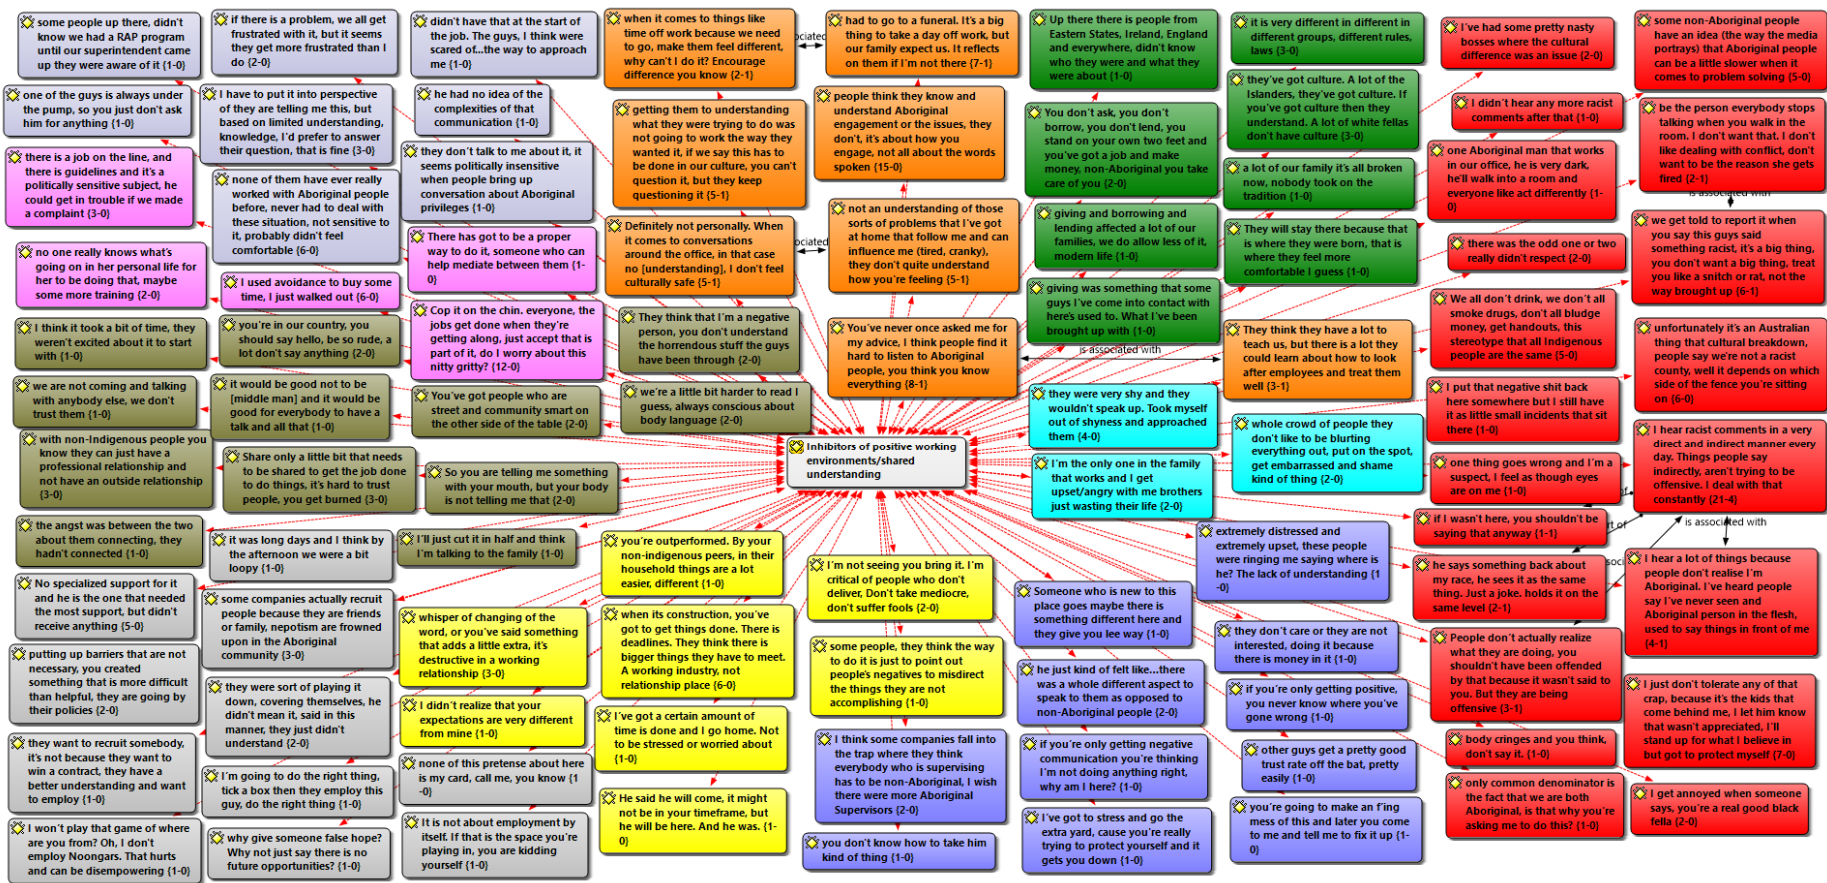 some people up there, didn't
know we had a RAP program
until our superintendent came
up they were aware of it {1-0}
if there is a problem, we all get
frustrated with it, but it seems
they get more frustrated than I
do {2-0}
didn't have that at the start of
the job. The guys, I think were
scared of...the way to approach
me {1-0}
when it comes to things like
time off work because we need
to go, make them feel different,
why can't I do it? Encourage
difference you know {2-1}
had to go to a funeral. It's a big
thing to take a day off work, but
our family expect us. It reflects
on them if I'm not there {7-1}
Up there there is people from
Eastern States, Ireland, England
and everywhere, didn't know
who they were and what they
were about {1-0}
it is very different in different in
different groups, different rules,
laws {3-0}
I've had some pretty nasty
bosses where the cultural
difference was an issue {2-0}
some non-Aboriginal people
have an idea (the way the media
portrays) that Aboriginal people
can be a little slower when it
comes to problem solving {5-0}
one of the guys is always under
the pump, so you just don't ask
him for anything {1-0}
I have to put it into perspective
of they are telling me this, but
based on limited understanding,
knowledge, I'd prefer to answer
their question, that is fine {3-0}
he had no idea of the
complexities of that
communication {1-0}
getting them to understanding
what they were trying to do was
not going to work the way they
wanted it, if we say this has to
be done in our culture, you can't
question it, but they keep
questioning it {5-1}
people think they know and
understand Aboriginal
engagement or the issues, they
don't, it's about how you
engage, not all about the words
spoken {15-0}
You don't ask, you don't
borrow, you don't lend, you
stand on your own two feet and
you've got a job and make
money, non-Aboriginal you take
care of you {2-0}
they've got culture. A lot of the
Islanders, they've got culture. If
you've got culture then they
understand. A lot of white fellas
don't have culture {3-0}
I didn't hear any more racist
comments after that {1-0}
be the person everybody stops
talking when you walk in the
room. I don't want that. I don't
like dealing with conflict, don't
want to be the reason she gets
fired {2-1}
there is a job on the line, and
there is guidelines and it's a
politically sensitive subject, he
could get in trouble if we made
a complaint {3-0}
none of them have ever really
worked with Aboriginal people
before, never had to deal with
these situation, not sensitive to
it, probably didn't feel
comfortable {6-0}
they don't talk to me about it, it
seems politically insensitive
when people bring up
conversation about Aboriginal
privileges {1-0}
a lot of our family it's all broken
now, nobody took on the
tradition {1-0}
one Aboriginal man that works
in our office, he is very dark,
he'll walk into a room and
everyone like act differently {1-
0}
is associated with
not an understanding of those
sorts of problems that I've got
at home that follow me and can
influence me (tired, cranky),
they don't quite understand
how you're feeling {5-1}
giving and borrowing and
lending affected a lot of our
families, we do allow less of it,
modern life {1-0}
They will stay there because that
is where they were born, that is
where they feel more
comfortable I guess {1-0}
there was the odd one or two
really didn't respect {2-0}
we get told to report it when
you say this guys said
something racist, it's a big thing,
you don't want a big thing, treat
you like a snitch or rat, not the
way brought up {6-1}
no one really knows what's
going on in her personal life for
her to be doing that, maybe
some more training {2-0}
There has got to be a proper
way to do it, someone who can
help mediate between them {1-
0}
Definitely not personally. When
it comes to conversations
around the office, in that case
no [understanding], I don't feel
culturally safe {5-1}
I used avoidance to buy some
time, I just walked out {6-0}
giving was something that some
guys I've come into contact with
here's used to. What I've been
brought up with {1-0}
We all don't drink, we don't all
smoke drugs, don't all bludge
money, get handouts, this
stereotype that all Indigenous
people are the same {5-0}
I think it took a bit of time, they
weren't excited about it to start
with {1-0}
you're in our country, you
should say hello, be so rude, a
lot don't say anything {2-0}
Cop it on the chin. everyone, the
jobs get done when they're
getting along, just accept that is
part of it, do I worry about this
nitty gritty? {12-0}
They think that I'm a negative
person, you don't understand
the horrendous stuff the guys
have been through {2-0}
You've never once asked me for
my advice, I think people find it
hard to listen to Aboriginal
people, you think you know
everything {8-1}
is associated with
They think they have a lot to
teach us, but there is a lot they
could learn about how to look
after employees and treat them
well {3-1}
unfortunately it's an Australian
thing that cultural breakdown,
people say we're not a racist
county, well it depends on which
side of the fence you're sitting
on {6-0}
we are not coming and talking
with anybody else, we don't
trust them {1-0}
it would be good not to be
[middle man] and it would be
good for everybody to have a
talk and all that {1-0}
You've got people who are
street and community smart on
the other side of the table {2-0}
we're a little bit harder to read I
guess, always conscious about
body language {2-0}
they were very shy and they
wouldn't speak up. Took myself
out of shyness and approached
them {4-0}
I put that negative shit back
here somewhere but I still have
it as little small incidents that sit
there {1-0}
with non-Indigenous people you
know they can just have a
professional relationship and
not have an outside relationship
{3-0}
Share only a little bit that needs
to be shared to get the job done
to do things, it's hard to trust
people, you get burned {3-0}
So you are telling me something
with your mouth, but your body
is not telling me that {2-0}
Inhibitors of positive working
environments/shared
understanding
whole crowd of people they
don't like to be blurting
everything out, put on the spot,
get embarrassed and shame
kind of thing {2-0}
I hear racist comments in a very
direct and indirect manner every
day. Things people say
indirectly, aren't trying to be
offensive. I deal with that
constantly {21-4}
I'm the only one in the family
that works and I get
upset/angry with me brothers
just wasting their life {2-0}
one thing goes wrong and I'm a
suspect, I feel as though eyes
are on me {1-0}
the angst was between the two
about them connecting, they
hadn't connected {1-0}
it was long days and I think by
the afternoon we were a bit
loopy {1-0}
I'll just cut it in half and think
I'm talking to the family {1-0}
you're outperformed. By your
non-indigenous peers, in their
household things are a lot
easier, different {1-0}
I'm not seeing you bring it. I'm
critical of people who don't
deliver, Don't take mediocre,
don't suffer fools {2-0}
extremely distressed and
extremely upset, these people
were ringing me saying where is
he? The lack of understanding {1
-0}
if I wasn't here, you shouldn't be
saying that anyway {1-1}
is associated with
he says something back about
my race, he sees it as the same
thing. Just a joke. holds it on the
same level {2-1}
I hear a lot of things because
people don't realise I'm
Aboriginal. I've heard people
say I've never seen and
Aboriginal person in the flesh,
used to say things in front of me
{4-1}
No specialized support for it
and he is the one that needed
the most support, but didn't
receive anything {5-0}
some companies actually recruit
people because they are friends
or family, nepotism are frowned
upon in the Aboriginal
community {3-0}
whisper of changing of the
word, or you've said something
that adds a little extra, it's
destructive in a working
relationship {3-0}
when its construction, you've
got to get things done. There is
deadlines. They think there is
bigger things they have to meet.
A working industry, not
relationship place {6-0}
some people, they think the way
to do it is just to point out
people's negatives to misdirect
the things they are not
accomplishing {1-0}
Someone who is new to this
place goes maybe there is
something different here and
they give you lee way {1-0}
they don't care or they are not
interested, doing it because
there is money in it {1-0}
People don't actually realize
what they are doing, you
shouldn't have been offended
by that because it wasn't said to
you. But they are being
offensive {3-1}
putting up barriers that are not
necessary, you created
something that is more difficult
than helpful, they are going by
their policies {2-0}
they were sort of playing it
down, covering themselves, he
didn't mean it, said in this
manner, they just didn't
understand {2-0}
I didn't realize that your
expectations are very different
from mine {1-0}
I've got a certain amount of
time is done and I go home. Not
to be stressed or worried about
{1-0}
he just kind of felt like...there
was a whole different aspect to
speak to them as opposed to
non-Aboriginal people {2-0}
if you're only getting positive,
you never know where you've
gone wrong {1-0}
I just don't tolerate any of that
crap, because it's the kids that
come behind me, I let him know
that wasn't appreciated, I'll
stand up for what I believe in
but got to protect myself {7-0}
they want to recruit somebody,
it's not because they want to
win a contract, they have a
better understanding and want
to employ {1-0}
I'm going to do the right thing,
tick a box then they employ this
guy, do the right thing {1-0}
none of this pretense about here
is my card, call me, you know {1
-0}
I think some companies fall into
the trap where they think
everybody who is supervising
has to be non-Aboriginal, I wish
there were more Aboriginal
Supervisors {2-0}
if you're only getting negative
communication you're thinking
I'm not doing anything right,
why am I here? {1-0}
other guys get a pretty good
trust rate off the bat, pretty
easily {1-0}
body cringes and you think,
don't say it. {1-0}
only common denominator is
the fact that we are both
Aboriginal, is that why you're
asking me to do this? {1-0}
I get annoyed when someone
says, you're a real good black
fella {2-0}
I won't play that game of where
are you from? Oh, I don't
employ Noongars. That hurts
and can be disempowering {1-0}
why give someone false hope?
Why not just say there is no
future opportunities? {1-0}
It is not about employment by
itself. If that is the space you're
playing in, you are kidding
yourself {1-0}
He said he will come, it might
not be in your timeframe, but
he will be here. And he was. {1-
0}
you don't know how to take him
kind of thing {1-0}
I've got to stress and go the
extra yard, cause you're really
trying to protect yourself and it
gets you down {1-0}
you're going to make an f'ing
mess of this and later you come
to me and tell me to fix it up {1-
0}